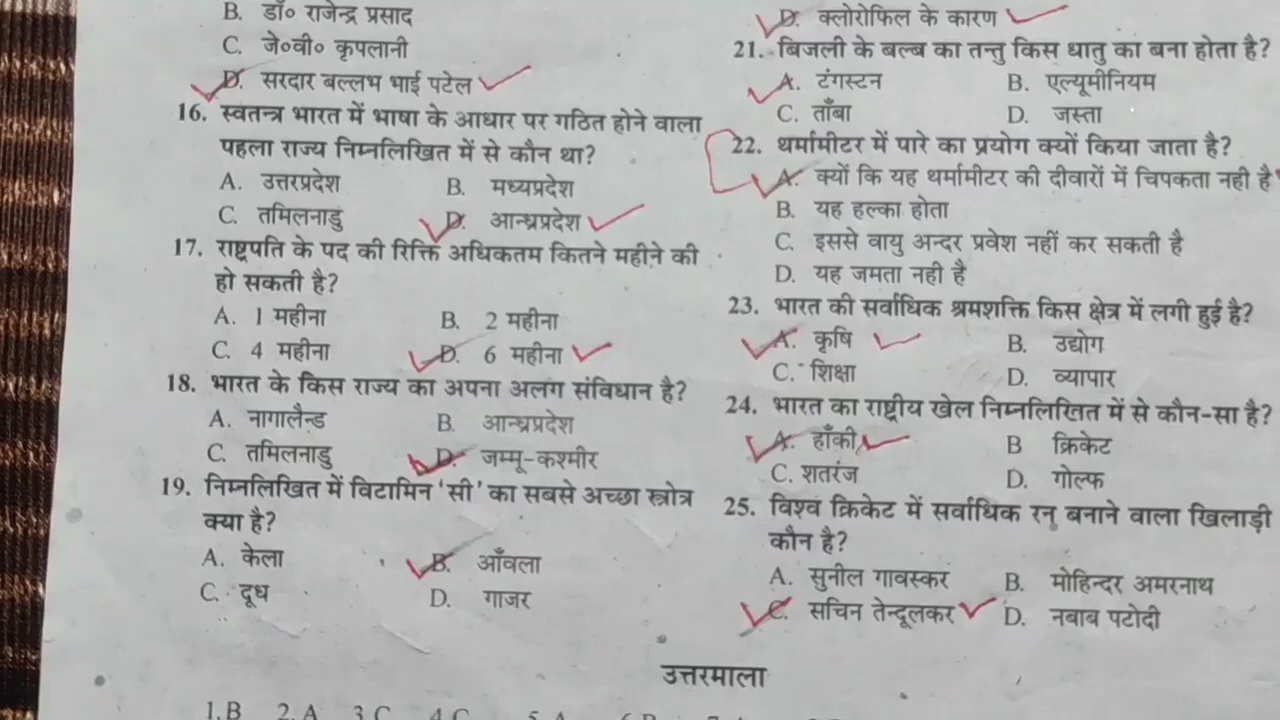 B. डॉ० राजेन्द्र प्रसाद
C. जे०वी० कृपलानी
D. सरदार बल्लभ भाई पटेल
16. स्वतन्त्र भारत में भाषा के आधार पर गठित होने वाला
पहला राज्य निम्नलिखित में से कौन था?
A. उत्तरप्रदेश B. मध्यप्रदेश
C. तमिलनाडु D. आन्ध्रप्रदेश
17. राष्ट्रपति के पद की रिक्ति अधिकतम कितने महीने की
हो सकती है?
A. 1 महीना B. 2 महीना
C. 4 महीना D. 6 महीना
18. भारत के किस राज्य का अपना अलग संविधान है?
A. नागालैन्ड B. आन्ध्रप्रदेश
C. तमिलनाडु D. जम्मू-कश्मीर
19. निम्नलिखित में विटामिन 'सी' का सबसे अच्छा स्त्रोत्र
क्या है?
A. केला B. आँवला
C. दूध D. गाजर
D. क्लोरोफिल के कारण
21. बिजली के बल्ब का तन्तु किस धातु का बना होता है?
A. टंगस्टन B. एल्यूमीनियम
C. ताँबा D. जस्ता
22. थर्मामीटर में पारे का प्रयोग क्यों किया जाता है?
A. क्यों कि यह थर्मामीटर की दीवारों में चिपकता नही है
B. यह हल्का होता
C. इससे वायु अन्दर प्रवेश नहीं कर सकती है
D. यह जमता नही है
23. भारत की सर्वाधिक श्रमशक्ति किस क्षेत्र में लगी हुई है?
A. कृषि B. उद्योग
C. शिक्षा D. व्यापार
24. भारत का राष्ट्रीय खेल निम्नलिखित में से कौन-सा है?
A. हॉंकी B क्रिकेट
C. शतरंज D. गोल्फ
25. विश्व क्रिकेट में सर्वाधिक रन बनाने वाला खिलाड़ी
कौन है?
A. सुनील गावस्कर B. मोहिन्दर अमरनाथ
C. सचिन तेन्दूलकर D. नबाब पटोदी
उत्तरमाला
1.B 2.A 3.C 4.C